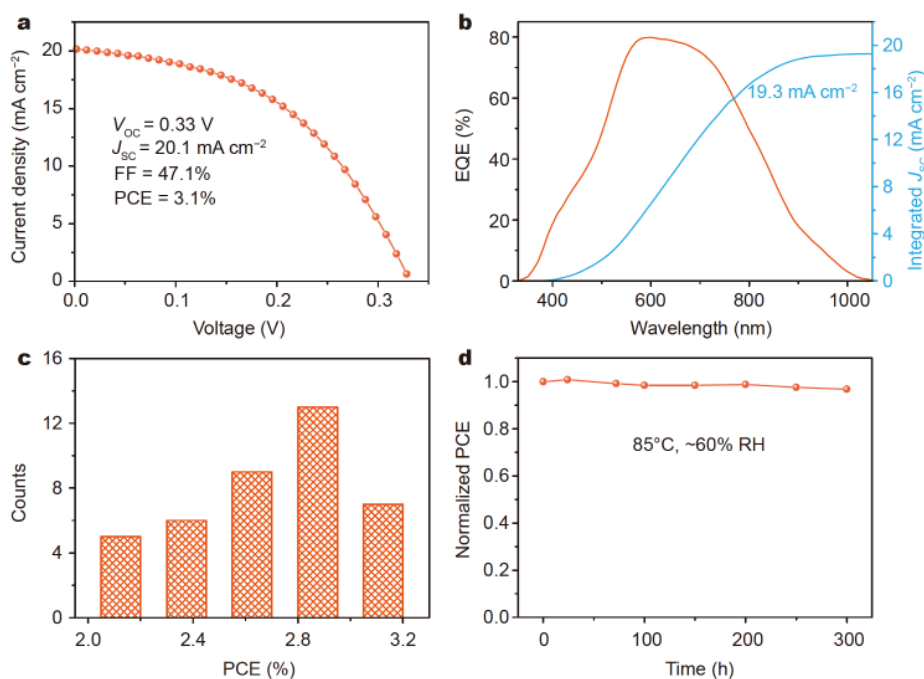 a
Current density (mA cm⁻²)
20
15
10
5
0
V_OC = 0.33 V
J_SC = 20.1 mA cm⁻²
FF = 47.1%
PCE = 3.1%
0.0 0.1 0.2 0.3
Voltage (V)
b
EQE (%)
80
60
40
20
0
19.3 mA cm⁻²
20
16
12
8
4
0
Integrated J_SC (mA cm⁻²)
400 600 800 1000
Wavelength (nm)
c
Counts
16
12
8
4
0
2.0 2.4 2.8 3.2
PCE (%)
d
Normalized PCE
1.0
0.8
0.6
0.4
0.2
0.0
85°C, ~60% RH
0 100 200 300
Time (h)